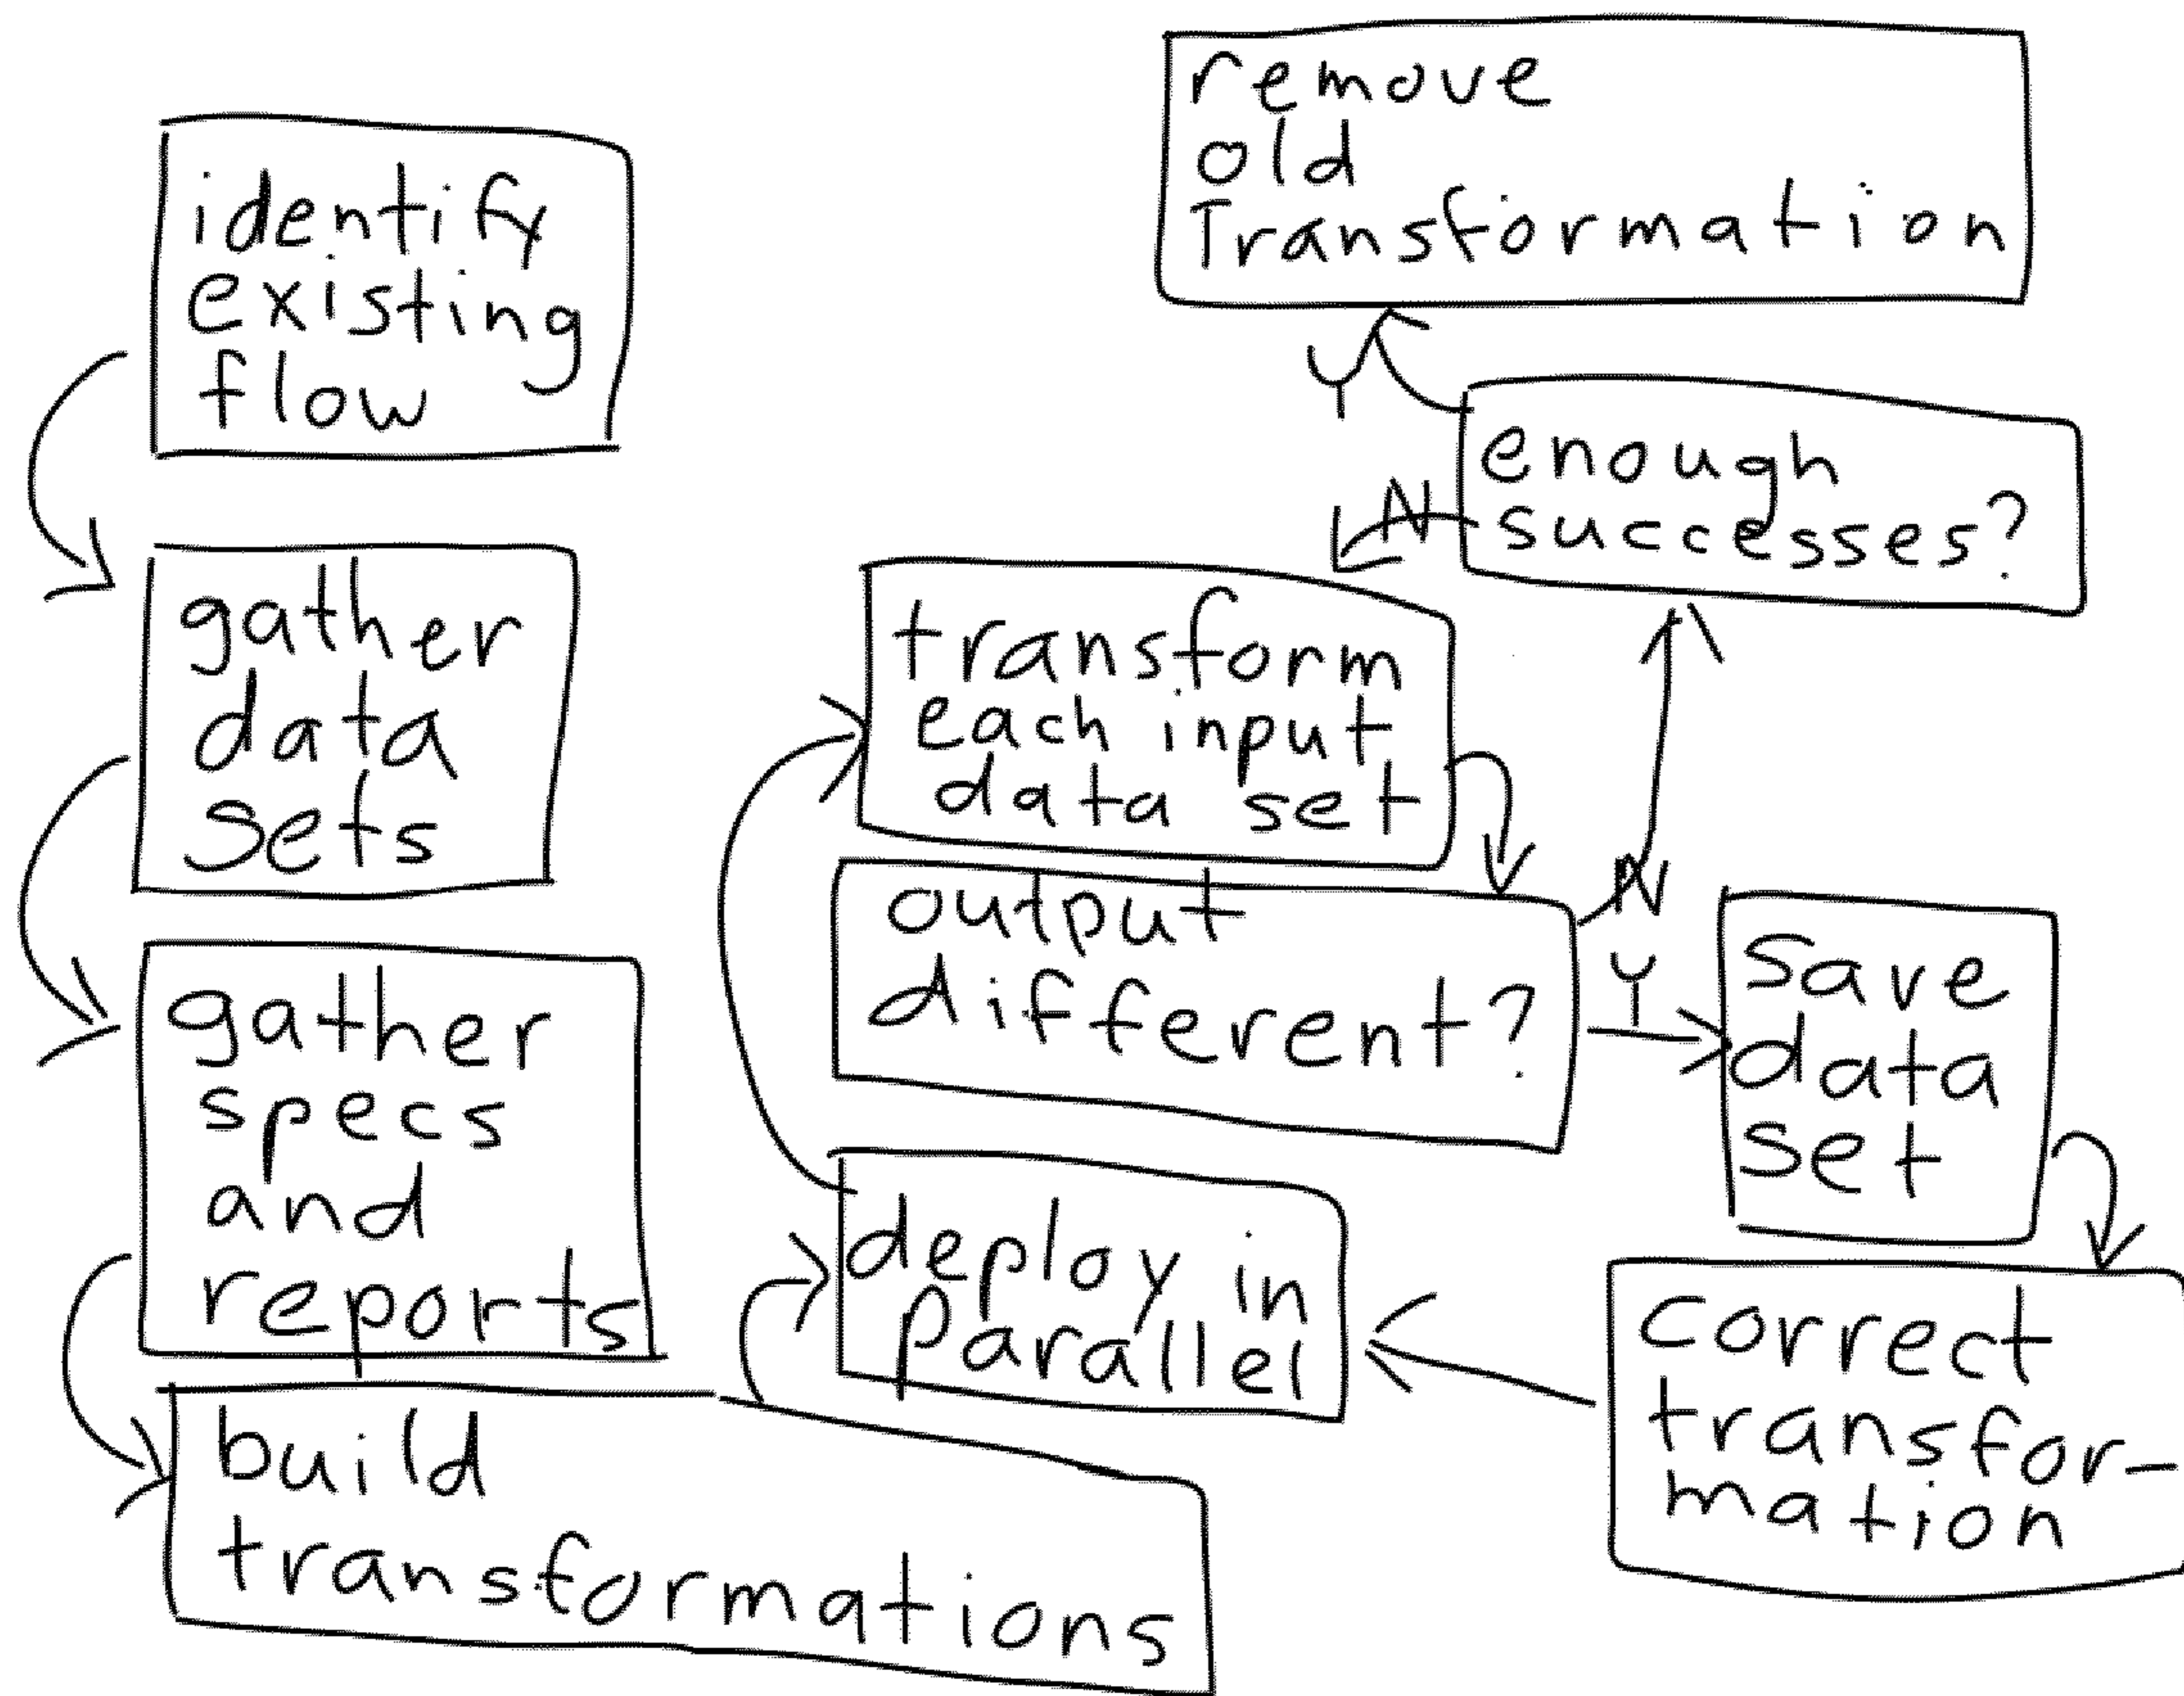 identify
existing
flow
gather
data
sets
gather
specs
and
reports
build
transformations
deploy in
parallel
transform
each input
data set
output
different?
N
Y
save
data
set
correct
transfor-
mation
enough
successes?
N
Y
remove
old
Transformation